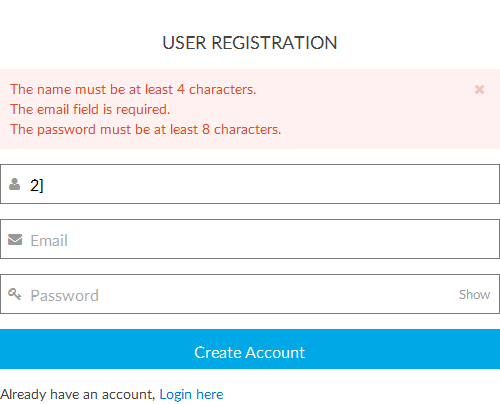 USER REGISTRATION
The name must be at least 4 characters.
The email field is required.
The password must be at least 8 characters.
2]
Email
Password Show
Create Account
Already have an account, Login here